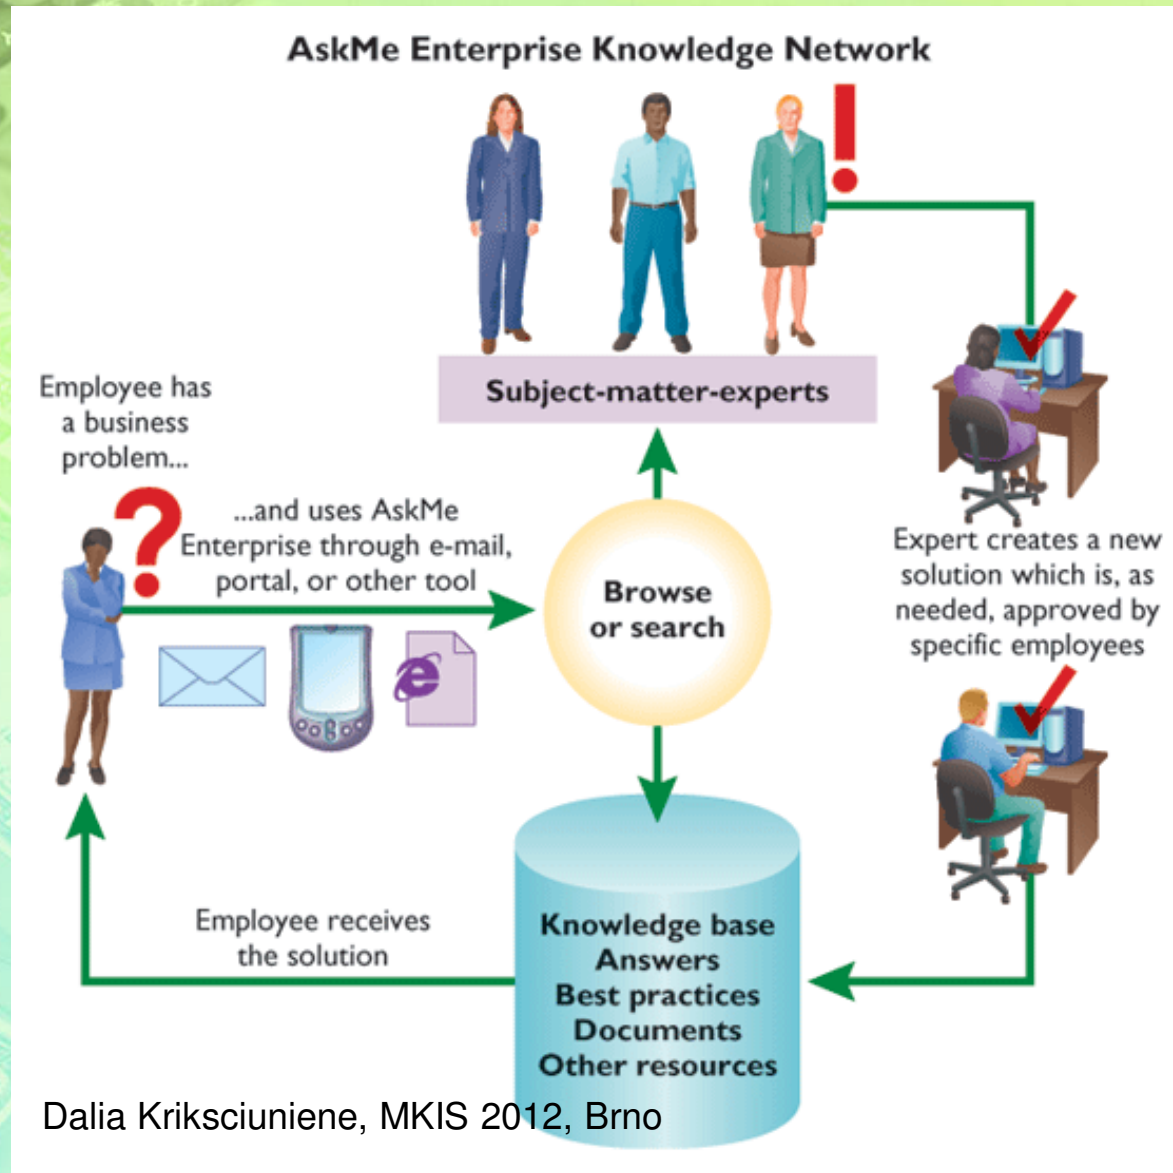 AskMe Enterprise Knowledge Network
Subject-matter-experts
Employee has
a business
problem...
...and uses AskMe
Enterprise through e-mail,
portal, or other tool
Browse
or search
Expert creates a new
solution which is, as
needed, approved by
specific employees
Employee receives
the solution
Knowledge base
Answers
Best practices
Documents
Other resources
Dalia Kriksciuniene, MKIS 2012, Brno